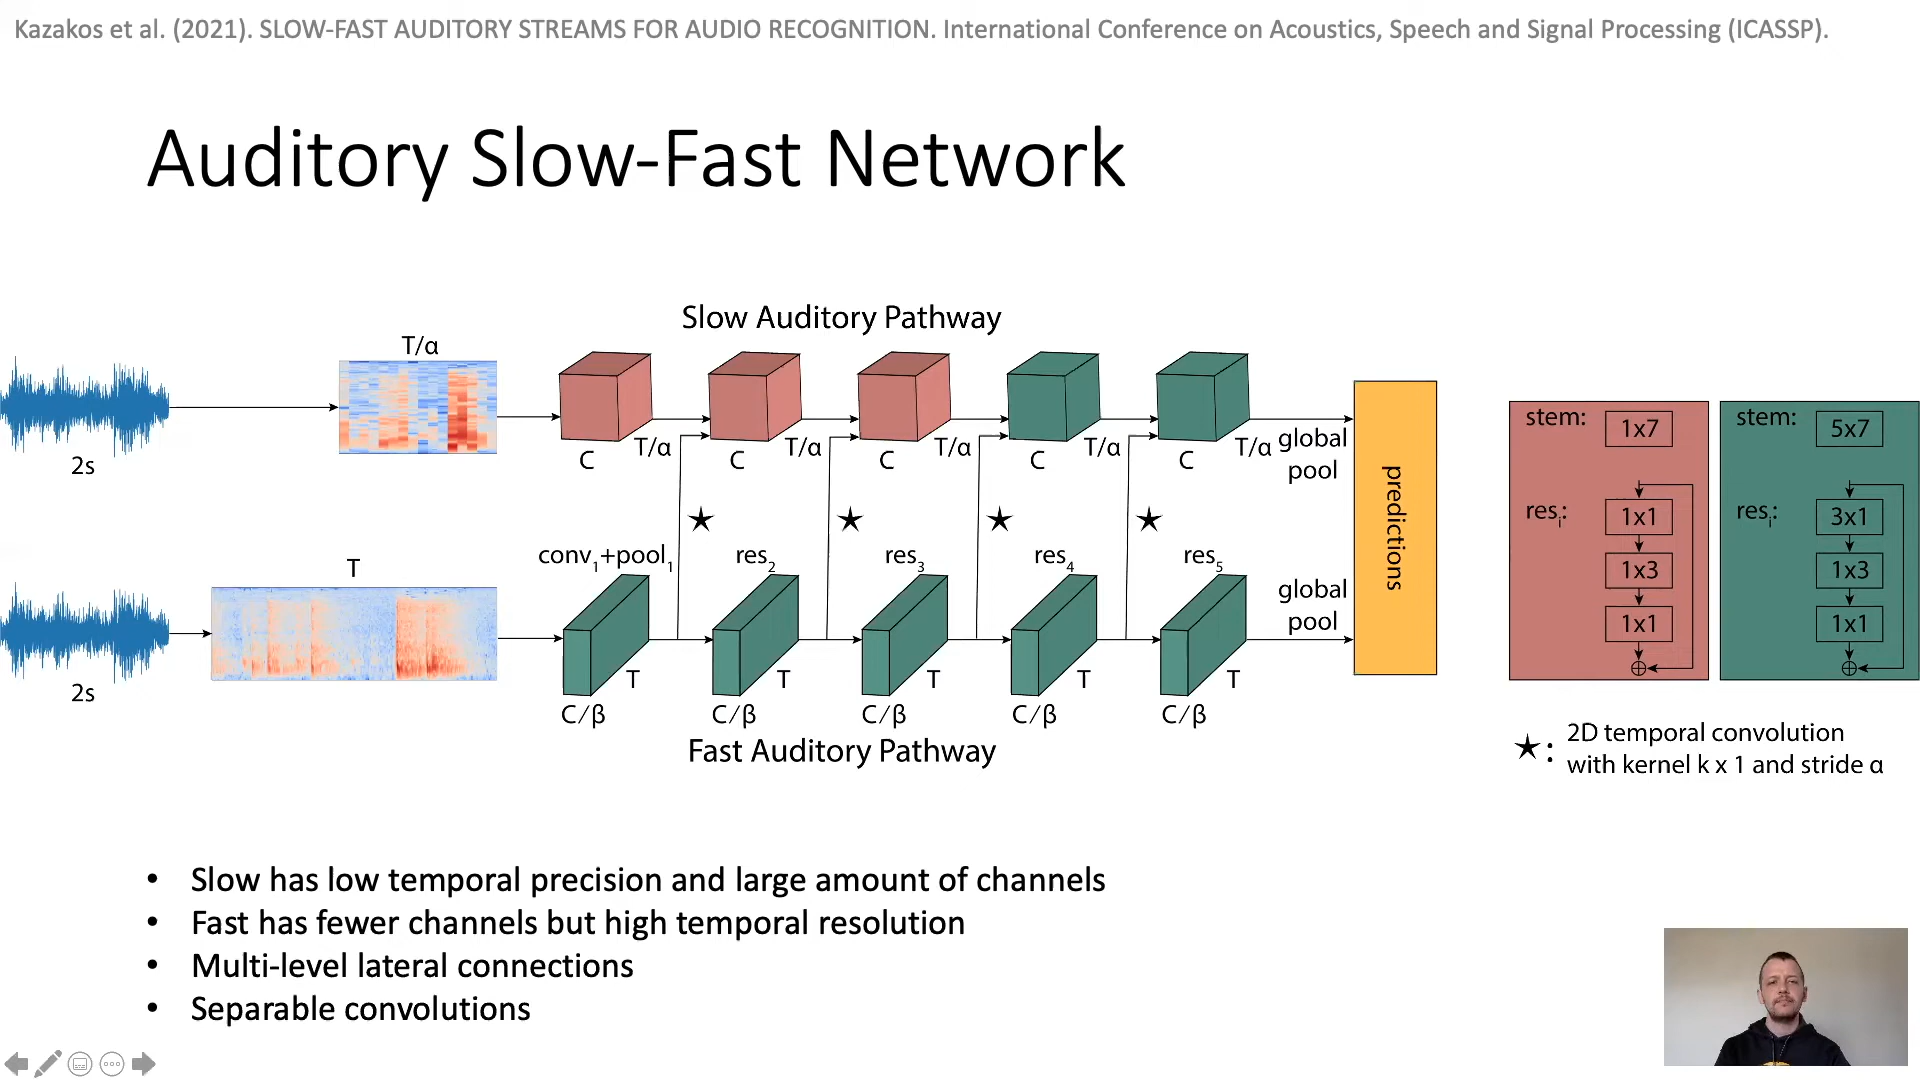 Kazakos et al. (2021). SLOW-FAST AUDITORY STREAMS FOR AUDIO RECOGNITION. International Conference on Acoustics, Speech and Signal Processing (ICASSP).
Auditory Slow-Fast Network
Slow Auditory Pathway
T/α
2s
C
T/α
C
T/α
C
T/α
C
T/α
C
T/α
global
pool
conv1+pool1
res2
res3
res4
res5
T
2s
T
C/β
T
C/β
T
C/β
T
C/β
T
C/β
global
pool
Fast Auditory Pathway
predictions
stem:
1x7
resi:
1x1
1x3
1x1
stem:
5x7
resi:
3x1
1x3
1x1
★: 2D temporal convolution
with kernel k x 1 and stride α
• Slow has low temporal precision and large amount of channels
• Fast has fewer channels but high temporal resolution
• Multi-level lateral connections
• Separable convolutions